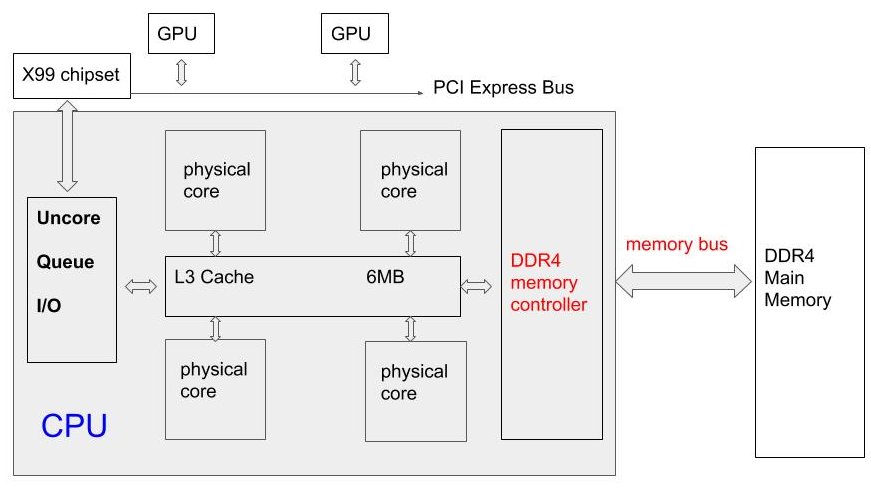 GPU
GPU
X99 chipset
PCI Express Bus
physical
core
physical
core
Uncore
Queue
I/O
L3 Cache
6MB
DDR4
memory
controller
memory bus
DDR4
Main
Memory
physical
core
physical
core
CPU